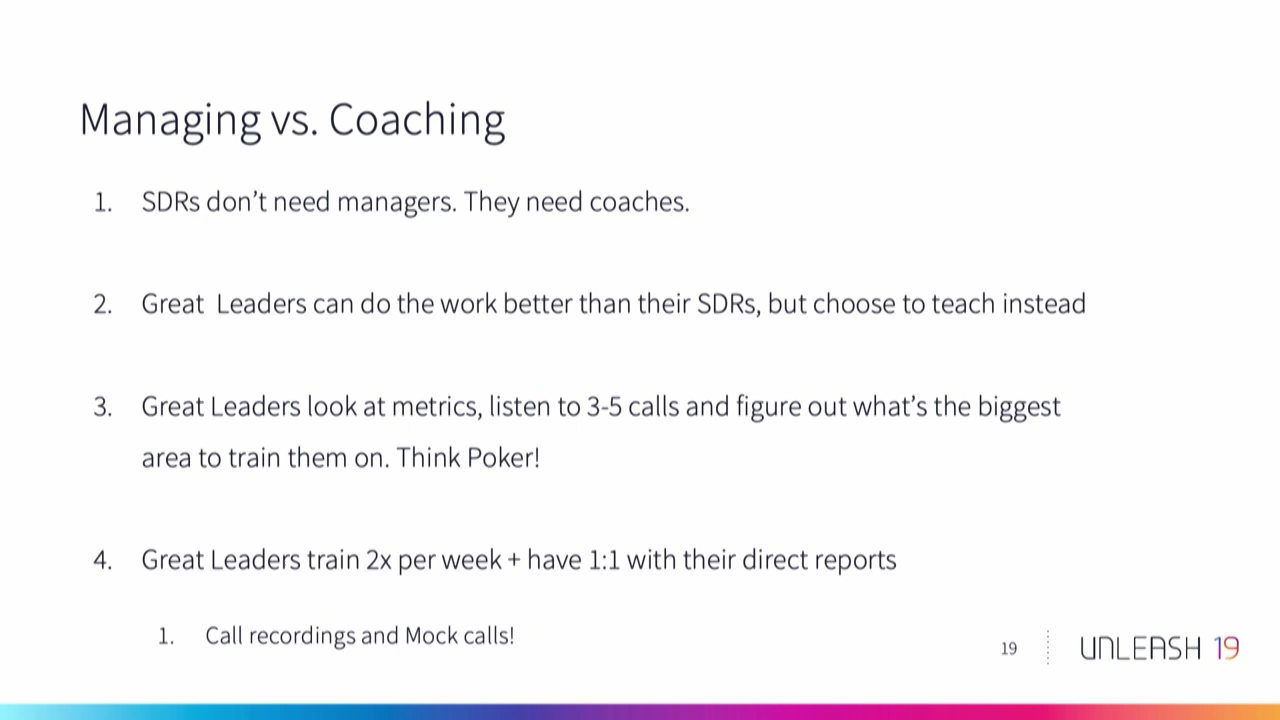 Managing vs. Coaching
1. SDRs don’t need managers. They need coaches.
2. Great  Leaders can do the work better than their SDRs, but choose to teach instead
3. Great Leaders look at metrics, listen to 3-5 calls and figure out what’s the biggest
area to train them on. Think Poker!
4. Great Leaders train 2x per week + have 1:1 with their direct reports
1. Call recordings and Mock calls!
19
UNLEASH 19